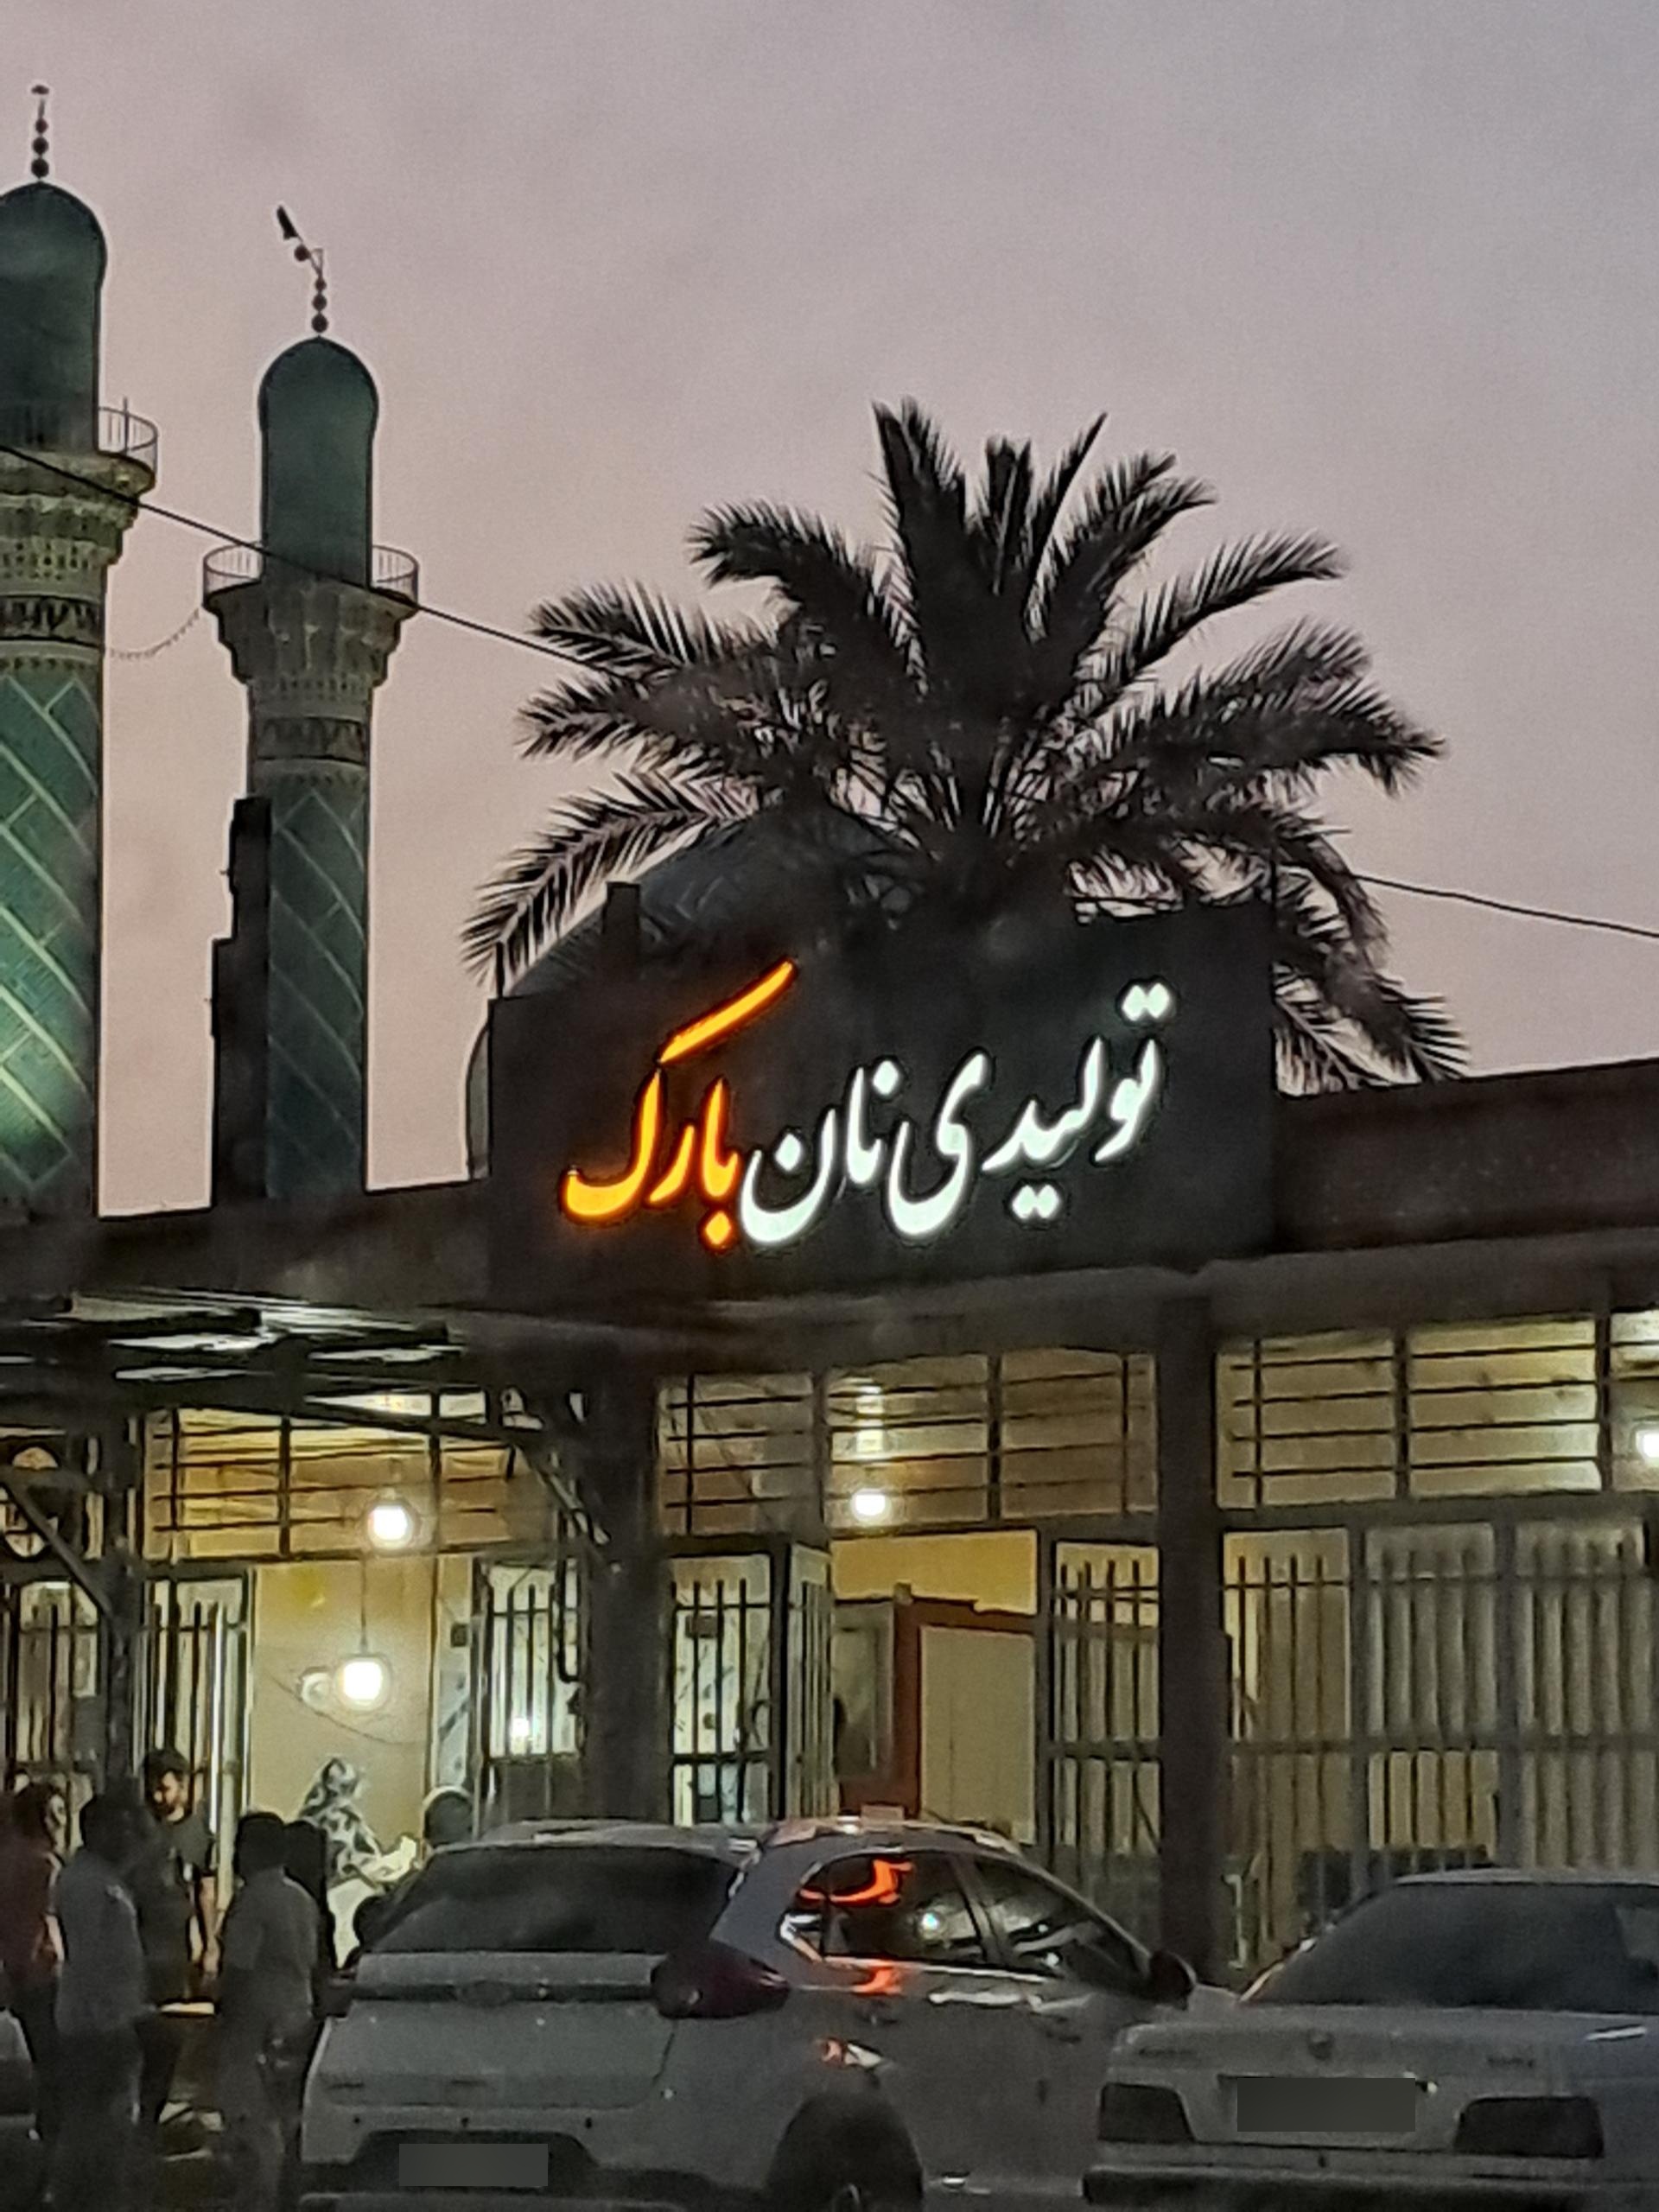 تولیدی نان بارک